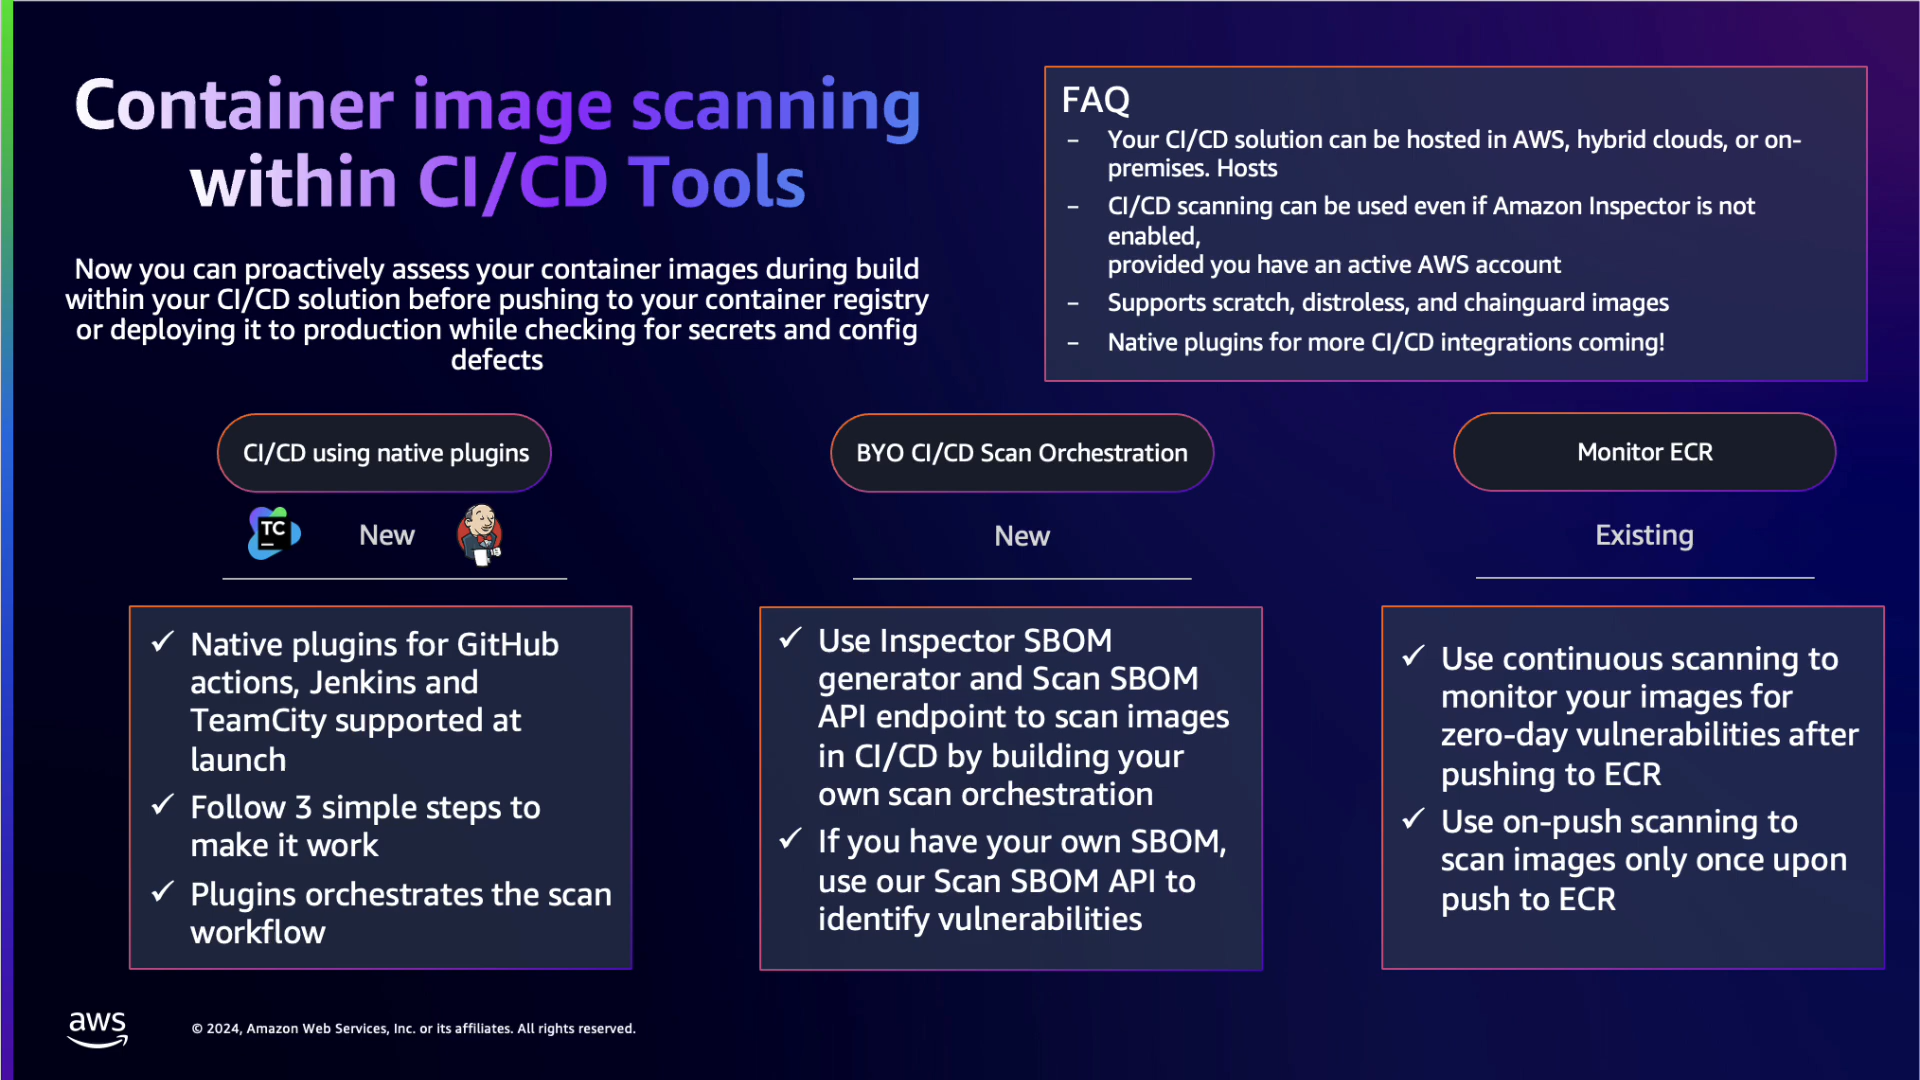 Container image scanning
within CI/CD Tools
Now you can proactively assess your container images during build
within your CI/CD solution before pushing to your container registry
or deploying it to production while checking for secrets and config
defects
FAQ
– Your CI/CD solution can be hosted in AWS, hybrid clouds, or on-
premises. Hosts
– CI/CD scanning can be used even if Amazon Inspector is not
enabled,
provided you have an active AWS account
– Supports scratch, distroless, and chainguard images
– Native plugins for more CI/CD integrations coming!
CI/CD using native plugins
TC New
✓ Native plugins for GitHub
actions, Jenkins and
TeamCity supported at
launch
✓ Follow 3 simple steps to
make it work
✓ Plugins orchestrates the scan
workflow
BYO CI/CD Scan Orchestration
New
✓ Use Inspector SBOM
generator and Scan SBOM
API endpoint to scan images
in CI/CD by building your
own scan orchestration
✓ If you have your own SBOM,
use our Scan SBOM API to
identify vulnerabilities
Monitor ECR
Existing
✓ Use continuous scanning to
monitor your images for
zero-day vulnerabilities after
pushing to ECR
✓ Use on-push scanning to
scan images only once upon
push to ECR
aws
© 2024, Amazon Web Services, Inc. or its affiliates. All rights reserved.